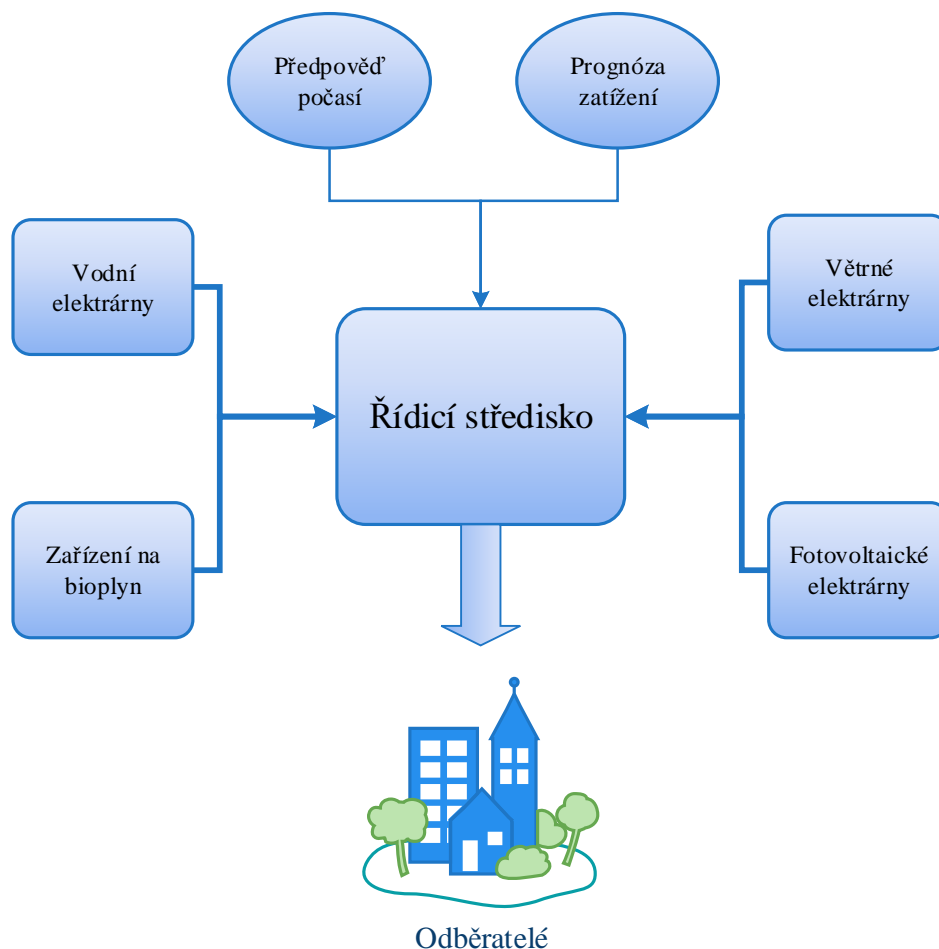 Předpověď
počasí
Prognóza
zatížení
Vodní
elektrárny
Větrné
elektrárny
Řídicí středisko
Zařízení na
bioplyn
Fotovoltaické
elektrárny
Odběratelé